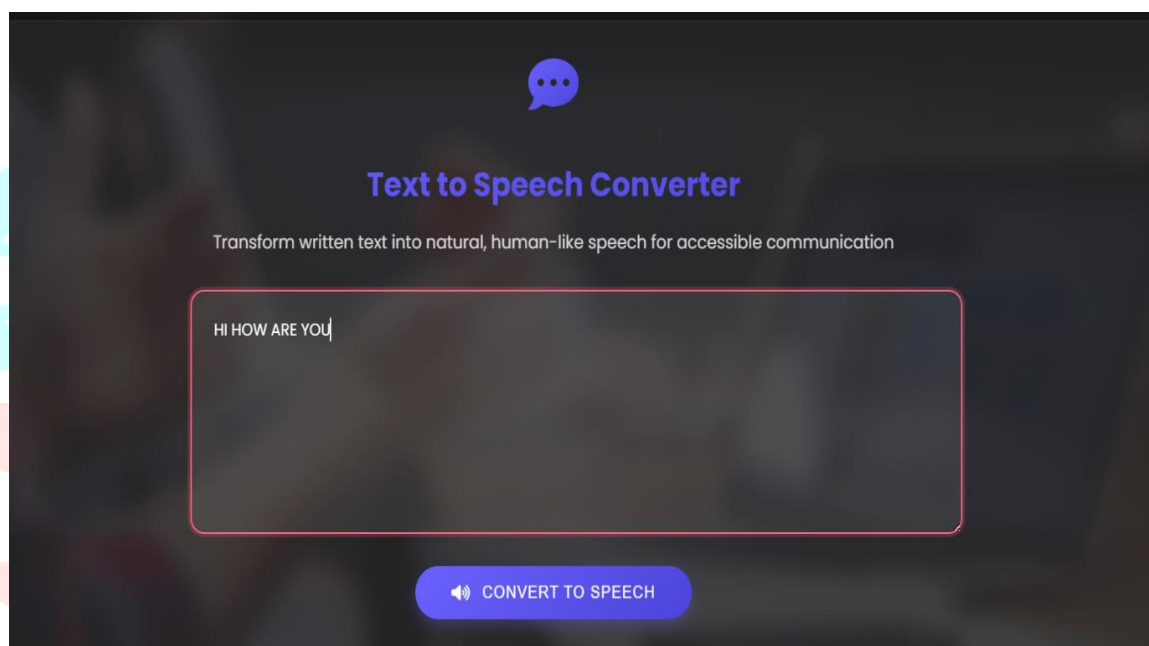 Text to Speech Converter
Transform written text into natural, human-like speech for accessible communication
HI HOW ARE YOU
CONVERT TO SPEECH